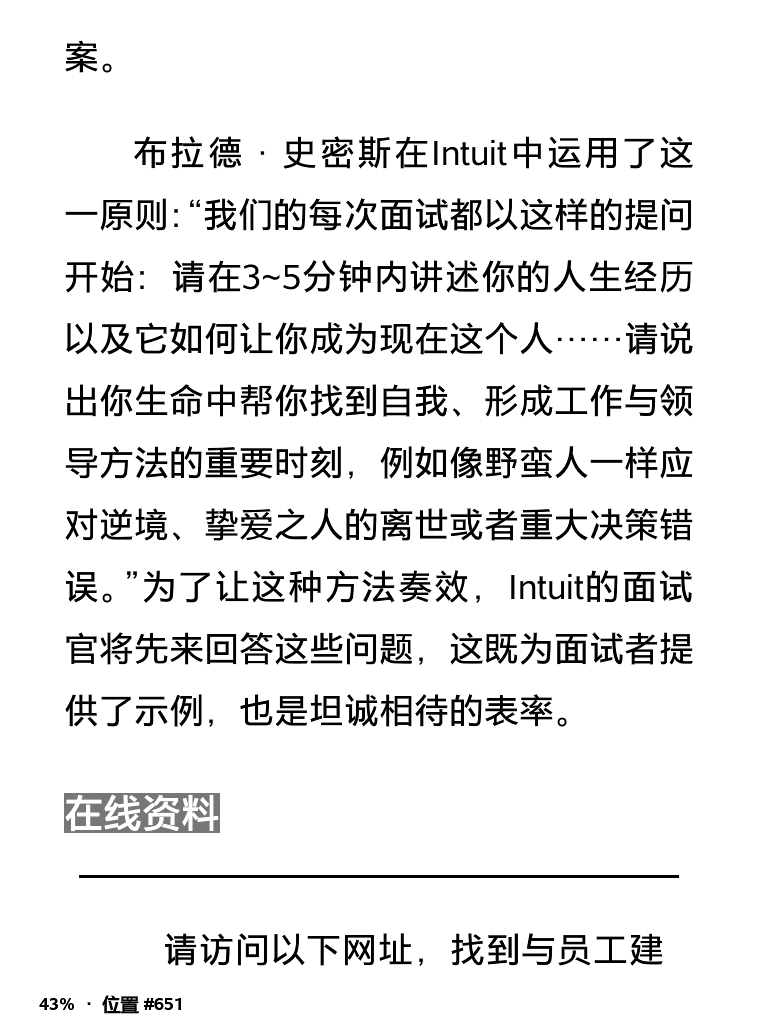 案。
布拉德 · 史密斯在Intuit中运用了这
一原则：“我们的每次面试都以这样的提问
开始：请在3~5分钟内讲述你的人生经历
以及它如何让你成为现在这个人……请说
出你生命中帮你找到自我、形成工作与领
导方法的重要时刻，例如像野蛮人一样应
对逆境、挚爱之人的离世或者重大决策错
误。”为了让这种方法奏效，Intuit的面试
官将先来回答这些问题，这既为面试者提
供了示例，也是坦诚相待的表率。
在线资料
请访问以下网址，找到与员工建
43% · 位置 #651